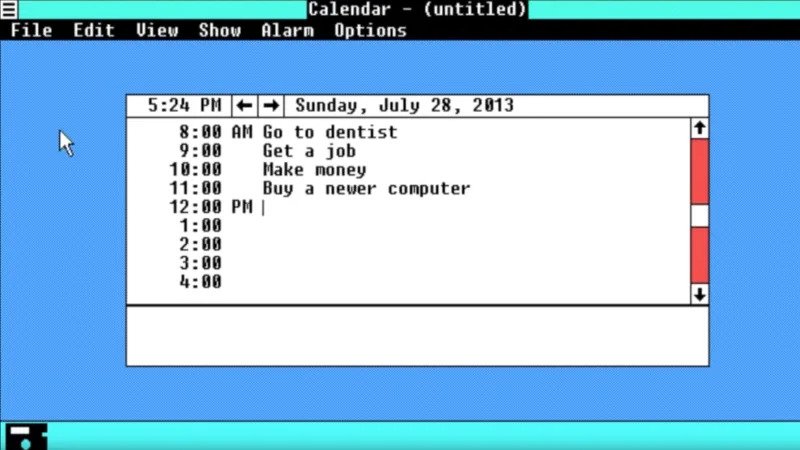 Calendar - (untitled)
File Edit View Show Alarm Options
5:24 PM ← → Sunday, July 28, 2013
8:00 AM Go to dentist
9:00 Get a job
10:00 Make money
11:00 Buy a newer computer
12:00 PM
1:00
2:00
3:00
4:00